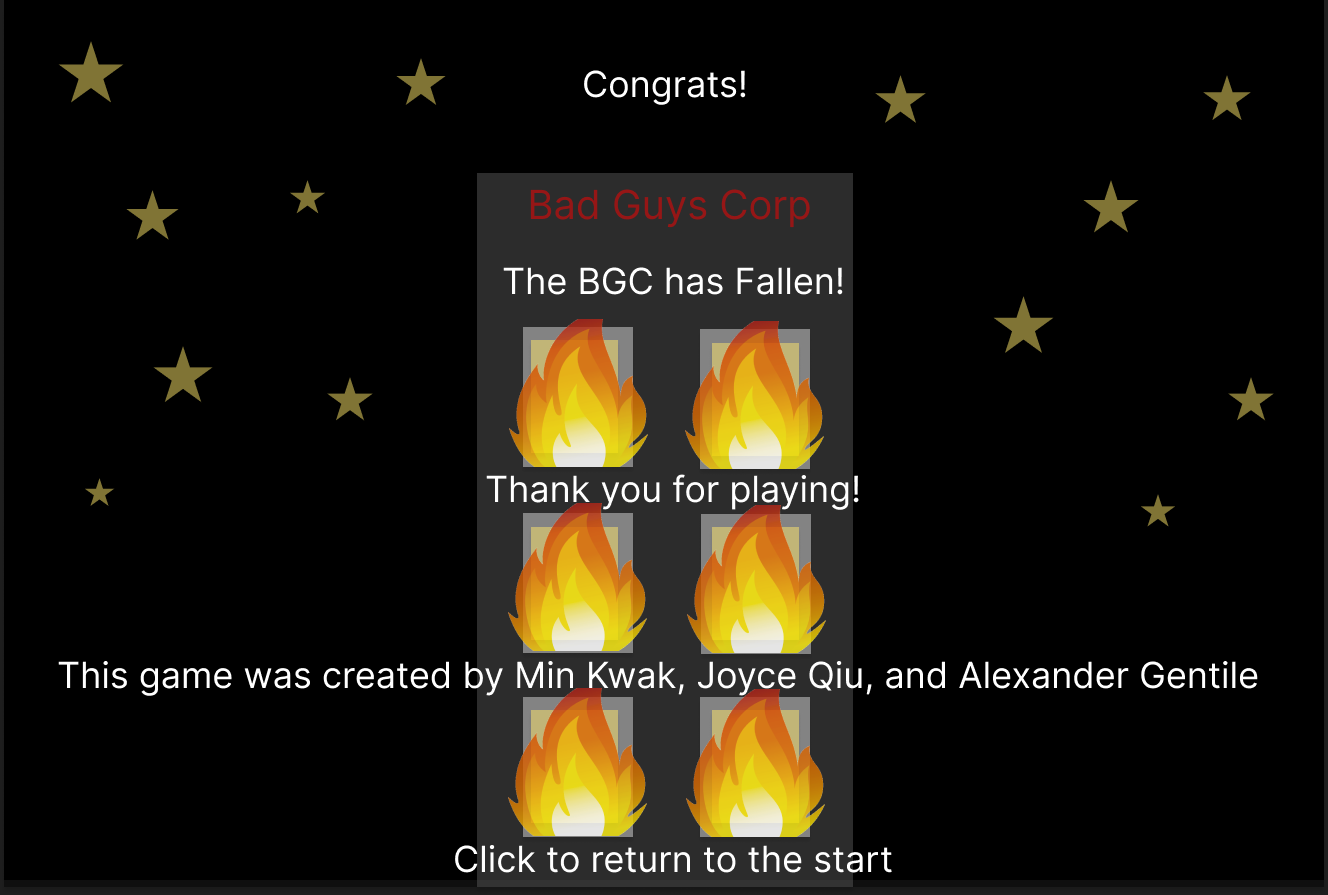 Congrats!
Bad Guys Corp
The BGC has Fallen!
Thank you for playing!
This game was created by Min Kwak, Joyce Qiu, and Alexander Gentile
Click to return to the start